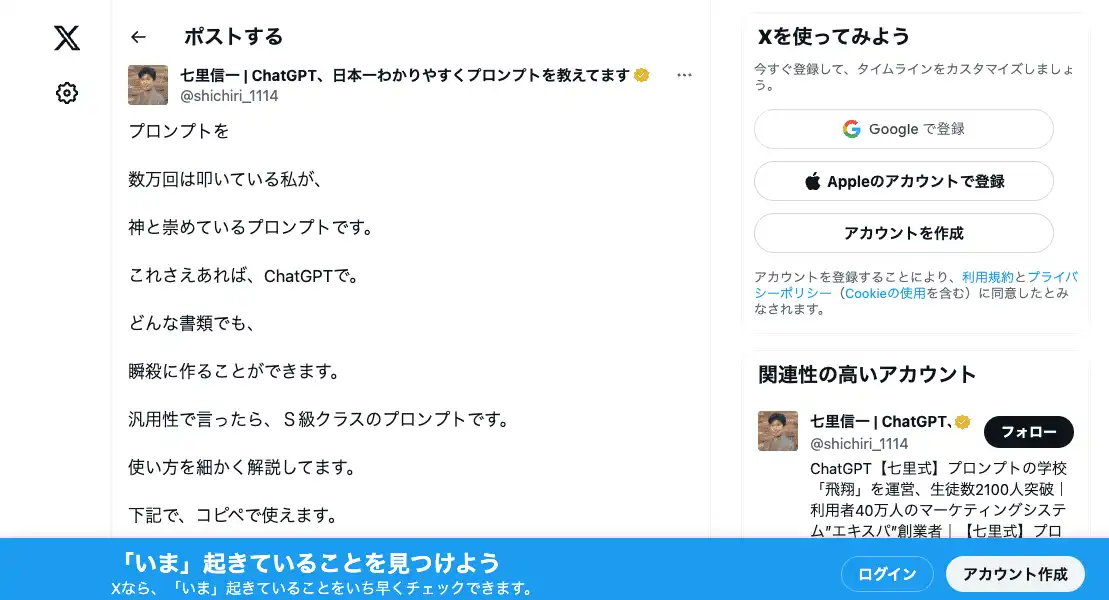 ポストする
七里信一 | ChatGPT、日本一わかりやすくプロンプトを教えてます
@shichiri_1114
プロンプトを
数万回は叩いている私が、
神と崇めているプロンプトです。
これさえあれば、ChatGPTで。
どんな書類でも、
瞬殺に作ることができます。
汎用性で言ったら、Ｓ級クラスのプロンプトです。
使い方を細かく解説してます。
下記で、コピペで使えます。
Xを使ってみよう
今すぐ登録して、タイムラインをカスタマイズしましょ
う。
Google で登録
Appleのアカウントで登録
アカウントを作成
アカウントを登録することにより、利用規約とプライバ
シーポリシー（Cookieの使用を含む）に同意したとみ
なされます。
関連性の高いアカウント
七里信一 | ChatGPT、
@shichiri_1114
フォロー
ChatGPT【七里式】プロンプトの学校
「飛翔」を運営、生徒数2100人突破｜
利用者40万人のマーケティングシステ
ム”エキスパ”創業者｜【七里式】プロ
「いま」起きていることを見つけよう
Xなら、「いま」起きていることをいち早くチェックできます。
ログイン
アカウント作成